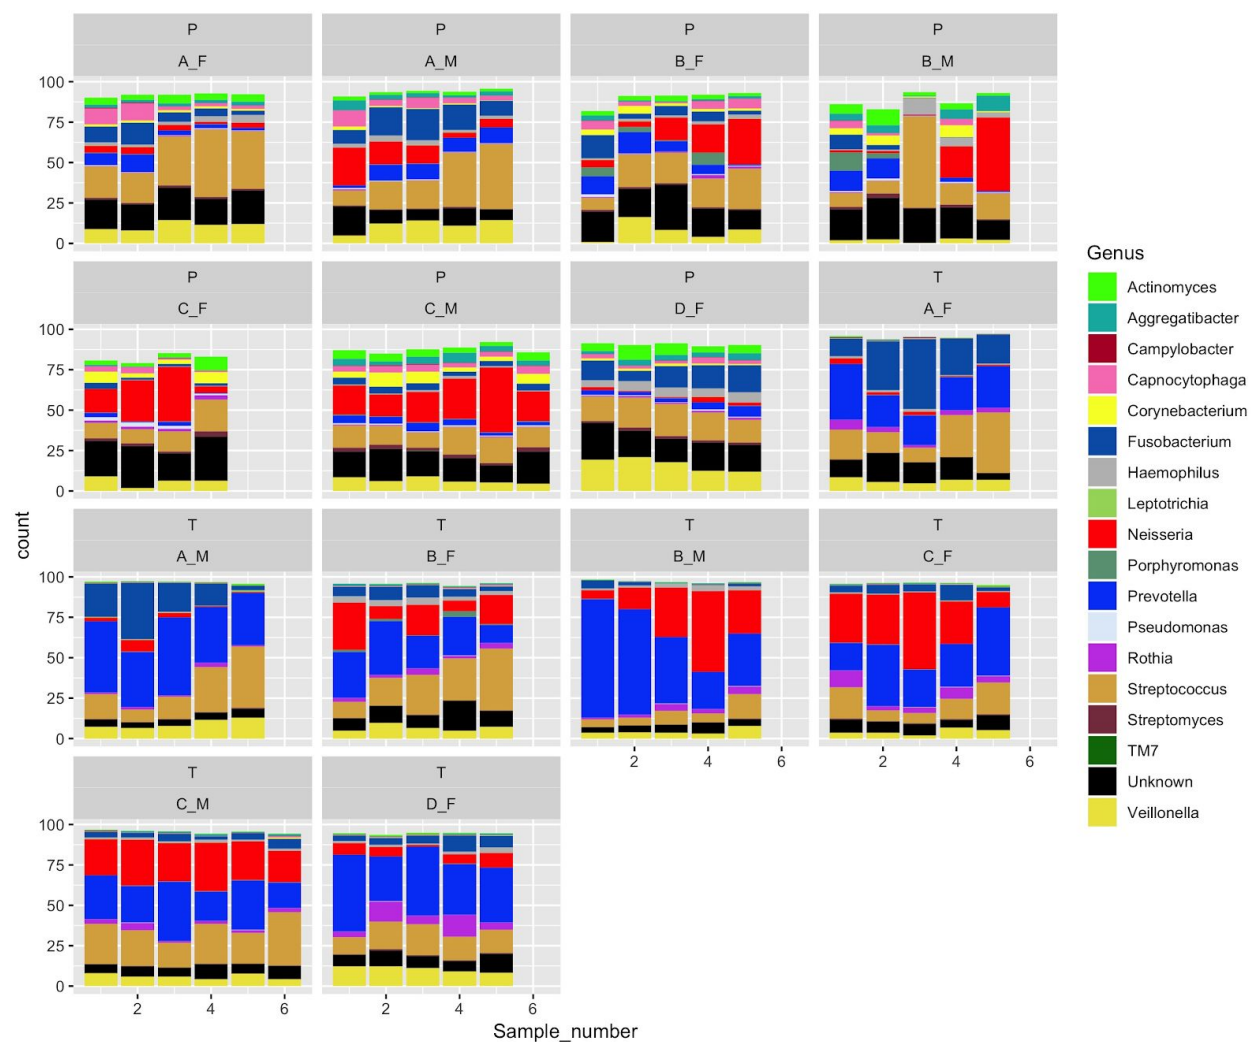 P P P P
A_F A_M B_F B_M
100
75
50
25
0
P P P T
C_F C_M D_F A_F
100
75
50
25
0
T T T T
A_M B_F B_M C_F
100
75
50
25
0
2 4 6 2 4 6
T T
C_M D_F
100
75
50
25
0
2 4 6 2 4 6
Sample_number
count
Genus
Actinomyces
Aggregatibacter
Campylobacter
Capnocytophaga
Corynebacterium
Fusobacterium
Haemophilus
Leptotrichia
Neisseria
Porphyromonas
Prevotella
Pseudomonas
Rothia
Streptococcus
Streptomyces
TM7
Unknown
Veillonella